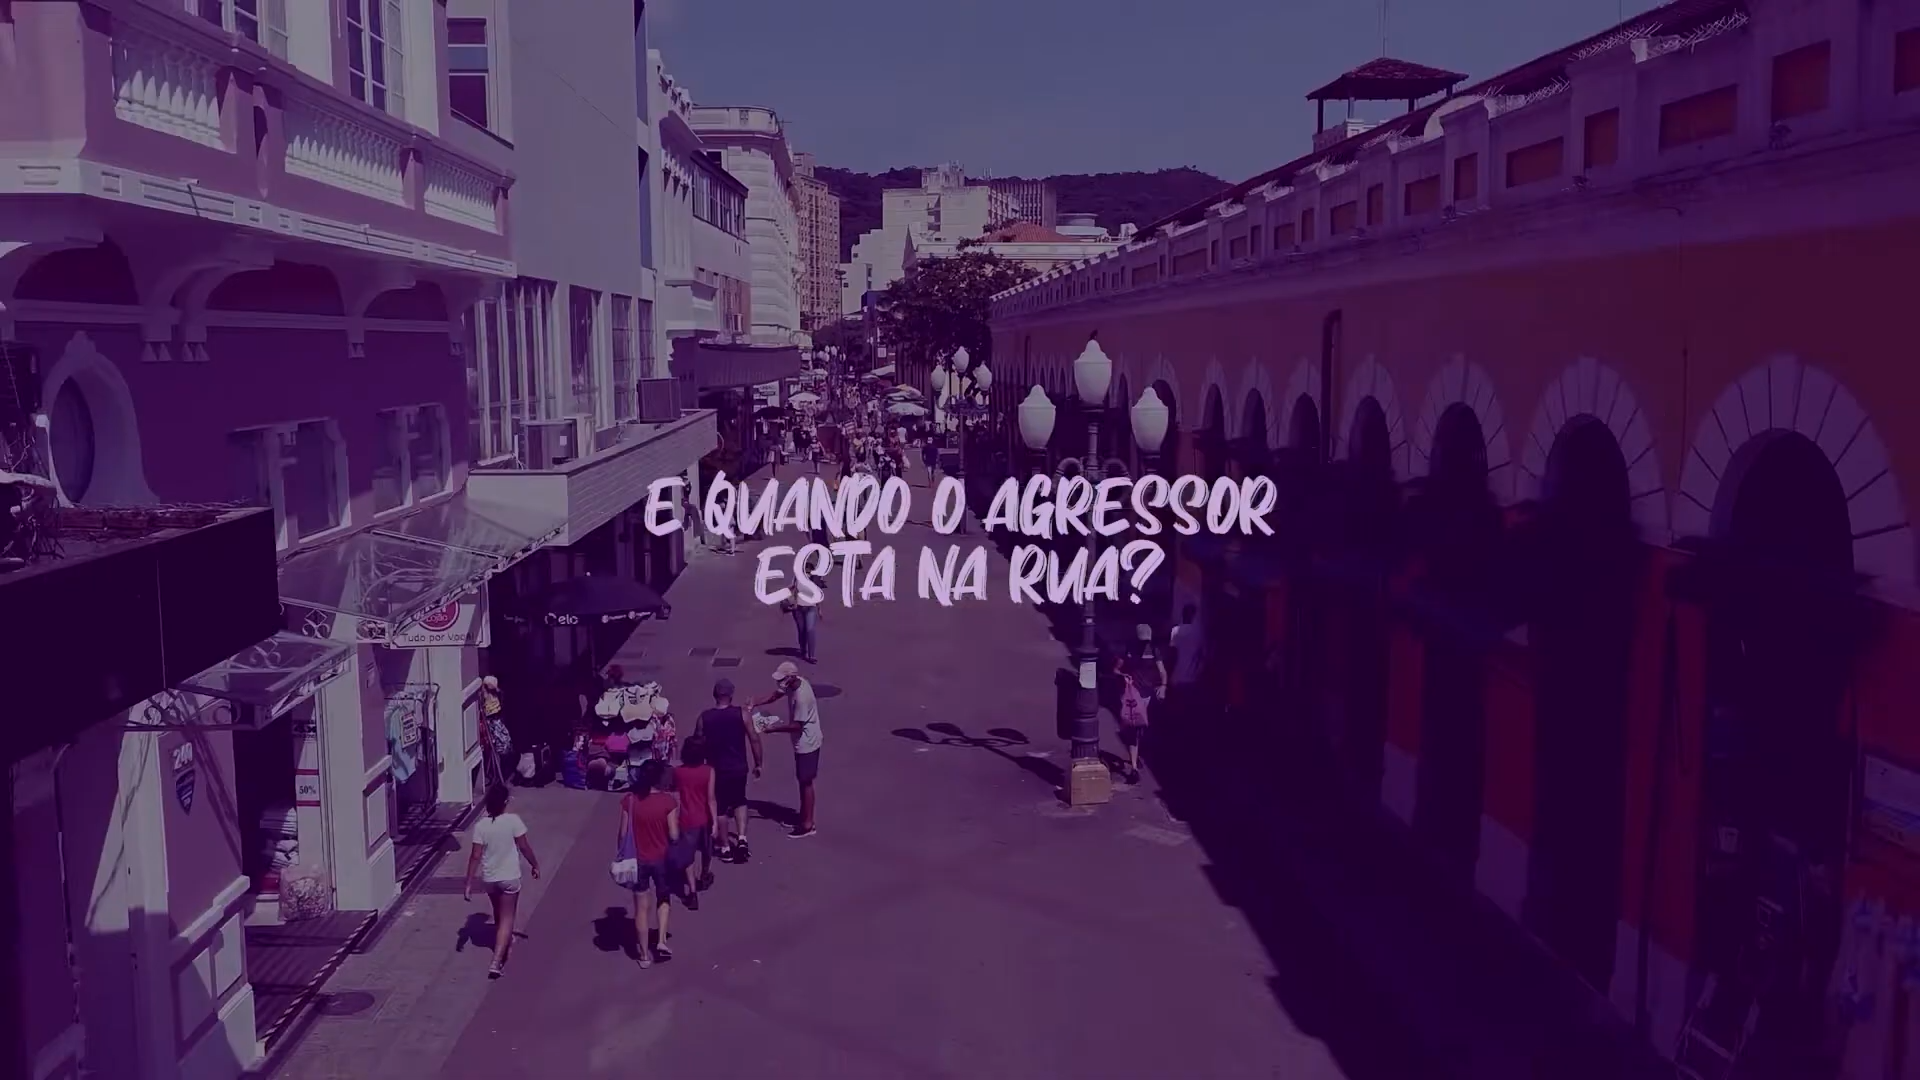 E QUANDO O AGRESSOR
ESTA NA RUA?
elo
Tudo por Você!
240
50%